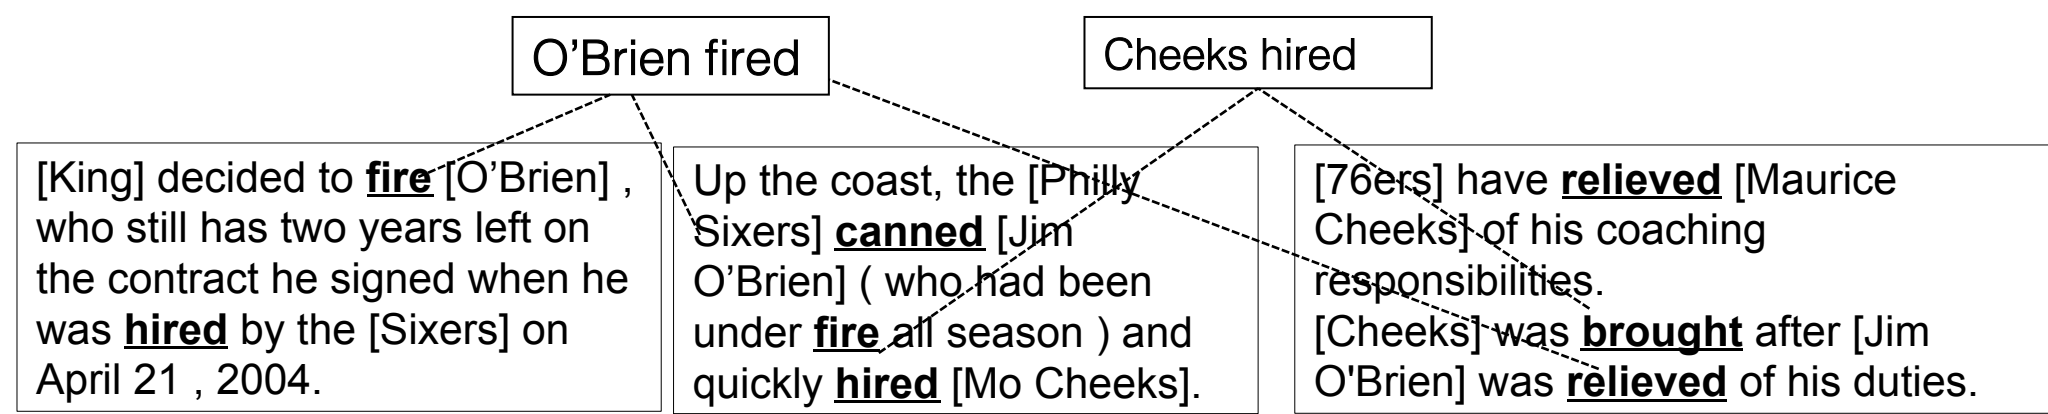 O’Brien fired
Cheeks hired
[King] decided to fire [O’Brien] ,
who still has two years left on
the contract he signed when he
was hired by the [Sixers] on
April 21 , 2004.
Up the coast, the [Philly
Sixers] canned [Jim
O’Brien] ( who had been
under fire all season ) and
quickly hired [Mo Cheeks].
[76ers] have relieved [Maurice
Cheeks] of his coaching
responsibilities.
[Cheeks] was brought after [Jim
O'Brien] was relieved of his duties.